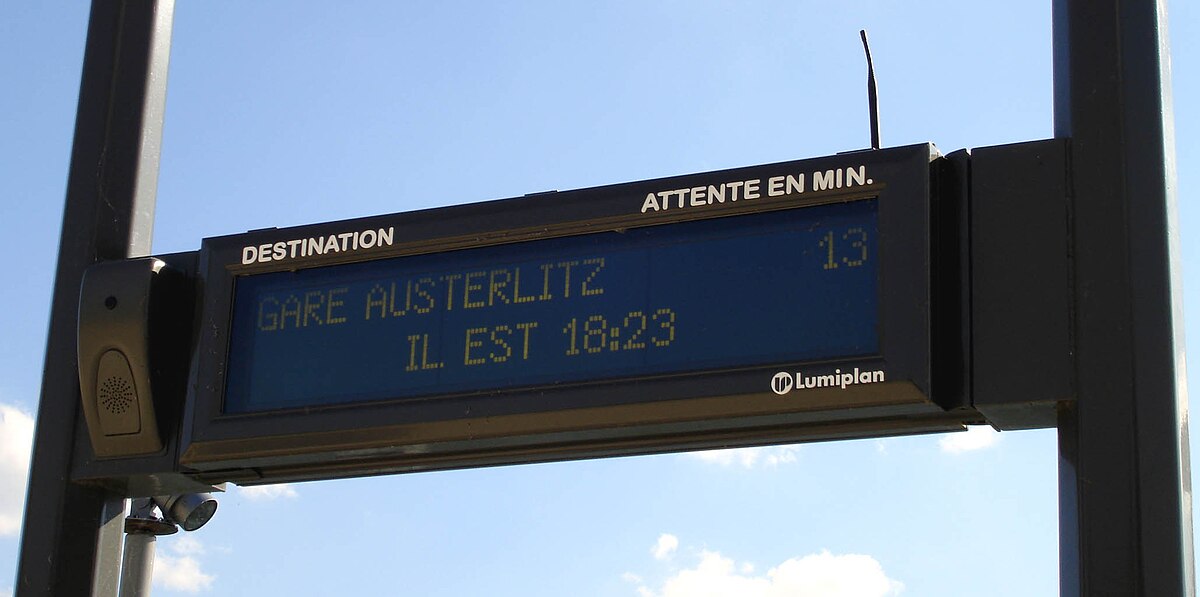 DESTINATION ATTENTE EN MIN.
GARE AUSTERLITZ 13
IL EST 18:23
Lumiplan